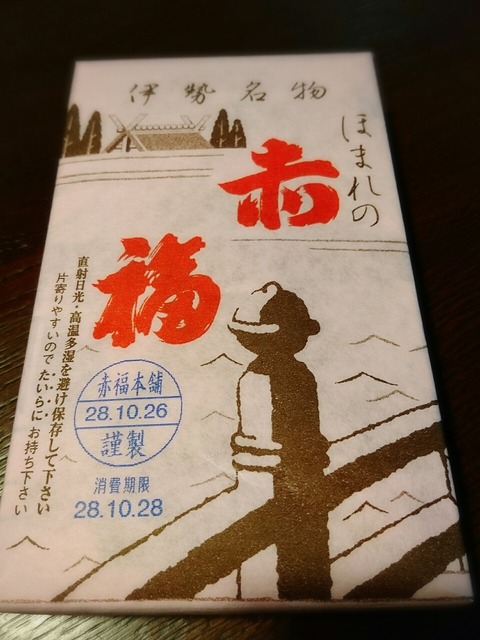 伊勢名物
ほまれの
赤
福
直射日光・高温多湿を避け保存して下さい
片寄りやすいので たいらに お持ち下さい
赤福本舗
28.10.26
謹製
消費期限
28.10.28